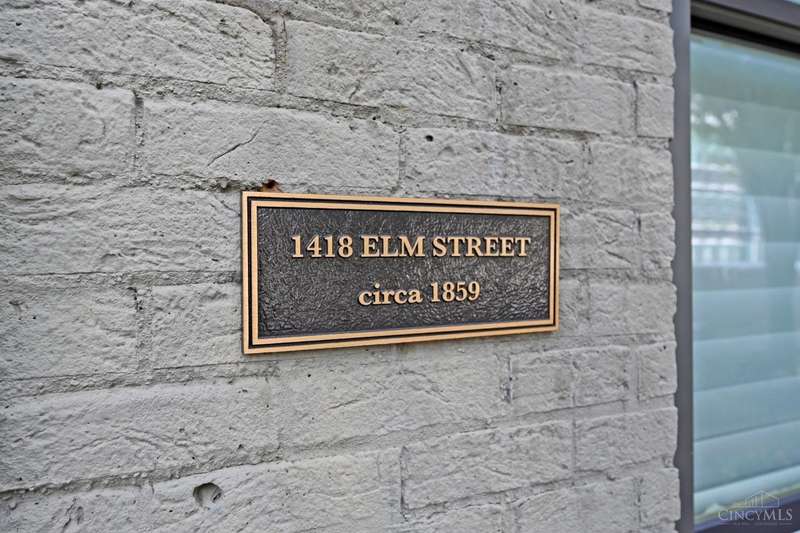 1418 ELM STREET
circa 1859
CINCYMLS